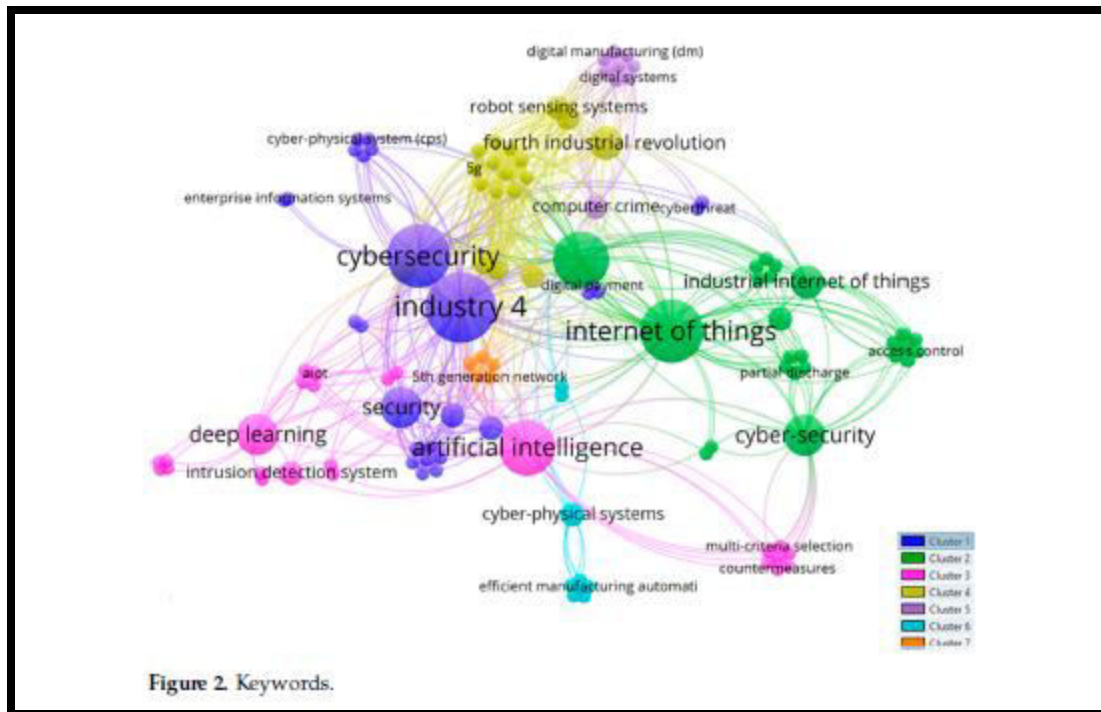 digital manufacturing (dm)
digital systems
robot sensing systems
cyber-physical system (cps)
fourth industrial revolution
5g
enterprise information systems
computer crime
cyberthreat
cybersecurity
digital payment
industrial internet of things
industry 4
internet of things
access control
aiot
5th generation network
partial discharge
security
deep learning
artificial intelligence
cyber-security
intrusion detection system
cyber-physical systems
multi-criteria selection
countermeasures
efficient manufacturing automati
Cluster 1
Cluster 2
Cluster 3
Cluster 4
Cluster 5
Cluster 6
Cluster 7
Figure 2. Keywords.